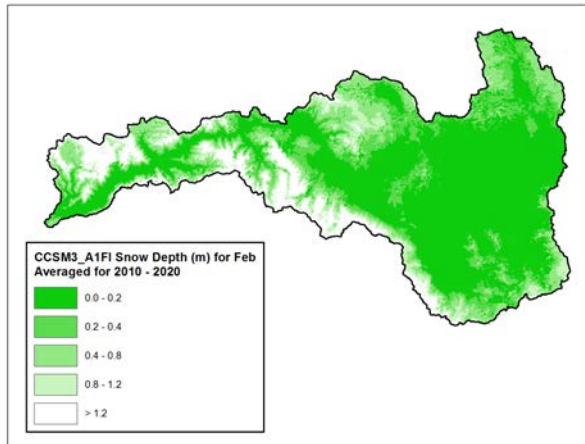 CCSM3_A1FI Snow Depth (m) for Feb
Averaged for 2010 - 2020
0.0 - 0.2
0.2 - 0.4
0.4 - 0.8
0.8 - 1.2
> 1.2